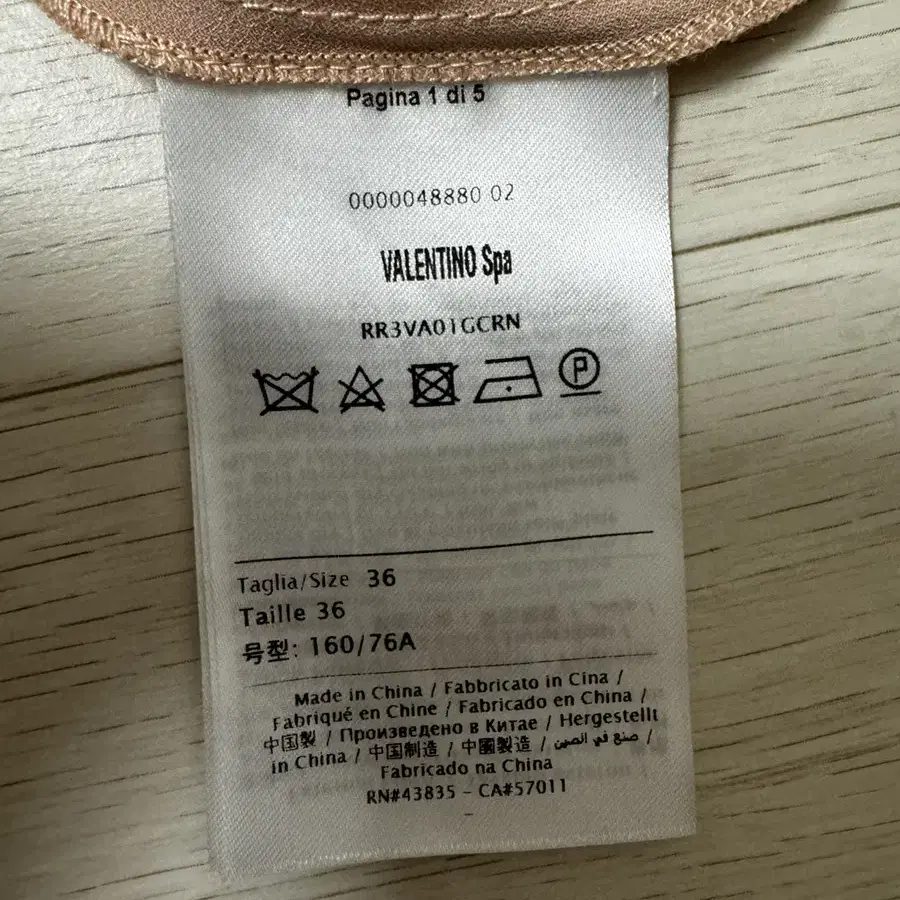 Pagina 1 di 5
0000048880 02
VALENTINO Spa
RR3VA01GCRN
P
Taglia/Size 36
Taille 36
号型: 160/76A
Made in China / Fabbricato in Cina /
Fabriqué en Chine / Fabricado en China /
中国製 / Произведено в Китае / Hergestellt
in China / 中国制造 / 中國製造 / صنع في الصين /
Fabricado na China
RN#43835 - CA#57011